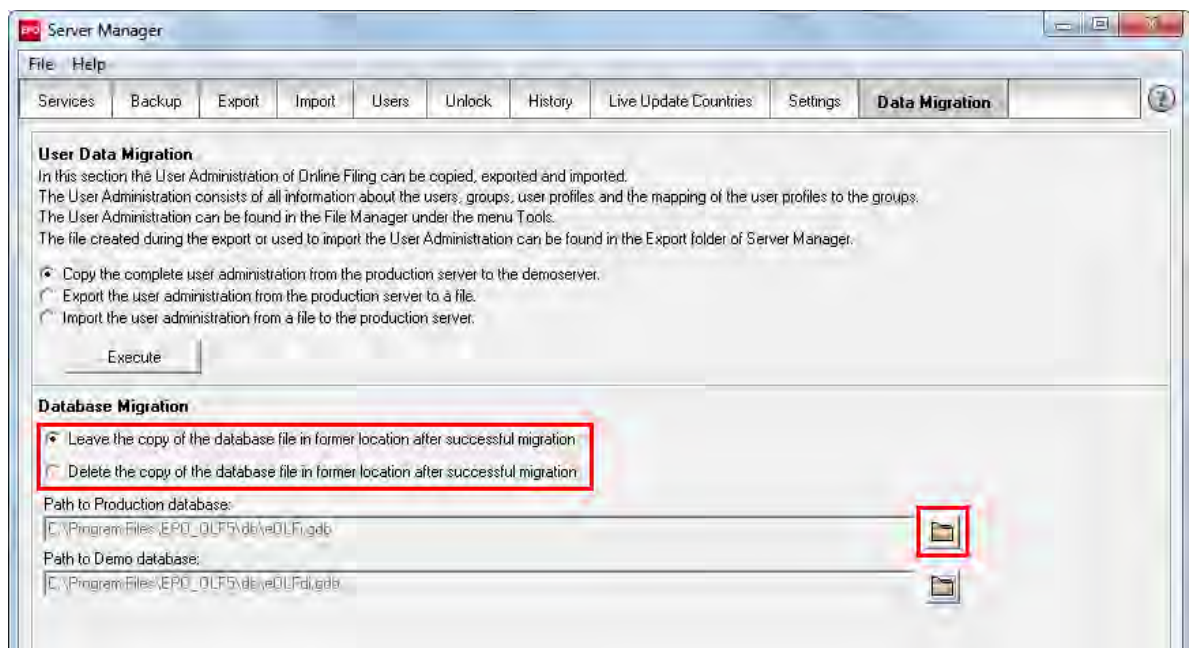 EPO Server Manager
File Help
Services Backup Export Import Users Unlock History Live Update Countries Settings Data Migration ?
User Data Migration
In this section the User Administration of Online Filing can be copied, exported and imported.
The User Administration consists of all information about the users, groups, user profiles and the mapping of the user profiles to the groups.
The User Administration can be found in the File Manager under the menu Tools.
The file created during the export or used to import the User Administration can be found in the Export folder of Server Manager.
Copy the complete user administration from the production server to the demoserver.
Export the user administration from the production server to a file.
Import the user administration from a file to the production server.
Execute
Database Migration
Leave the copy of the database file in former location after successful migration
Delete the copy of the database file in former location after successful migration
Path to Production database:
C:\Program Files\EPO_OLF5\db\eOLFi.gdb
Path to Demo database:
C:\Program Files\EPO_OLF5\db\eOLFdi.gdb